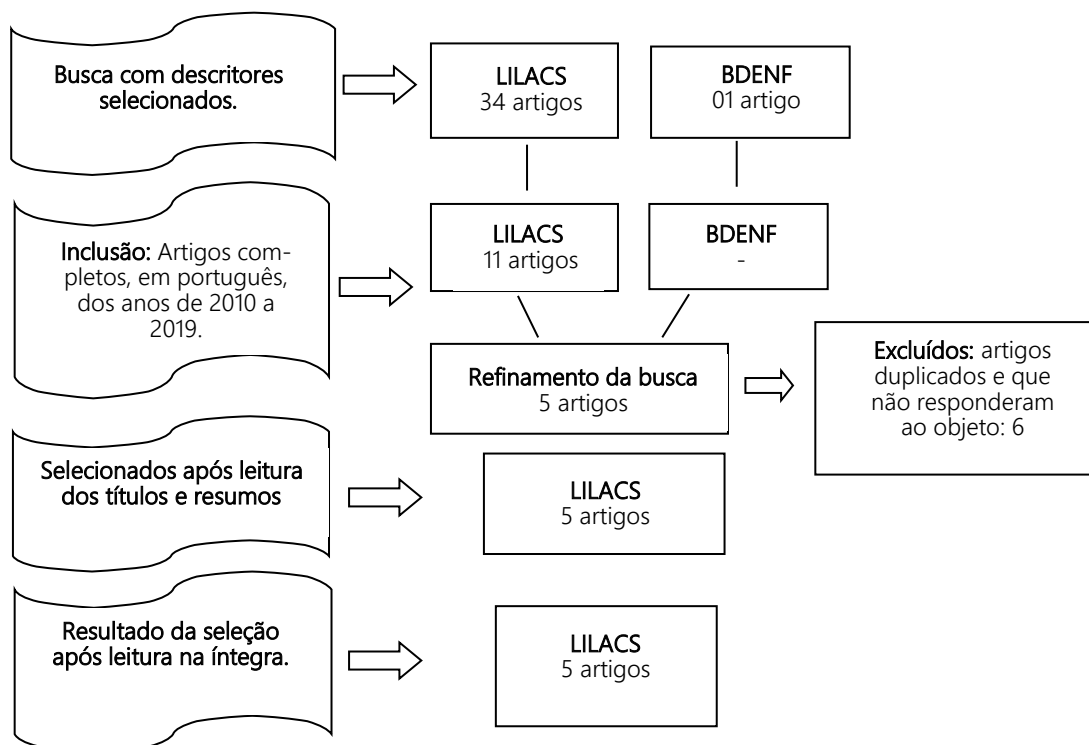 Busca com descritores
selecionados.
LILACS
34 artigos
BDENF
01 artigo
Inclusão: Artigos com-
pletos, em português,
dos anos de 2010 a
2019.
LILACS
11 artigos
BDENF
-
Refinamento da busca
5 artigos
Excluídos: artigos
duplicados e que
não responderam
ao objeto: 6
Selecionados após leitura
dos títulos e resumos
LILACS
5 artigos
Resultado da seleção
após leitura na íntegra.
LILACS
5 artigos